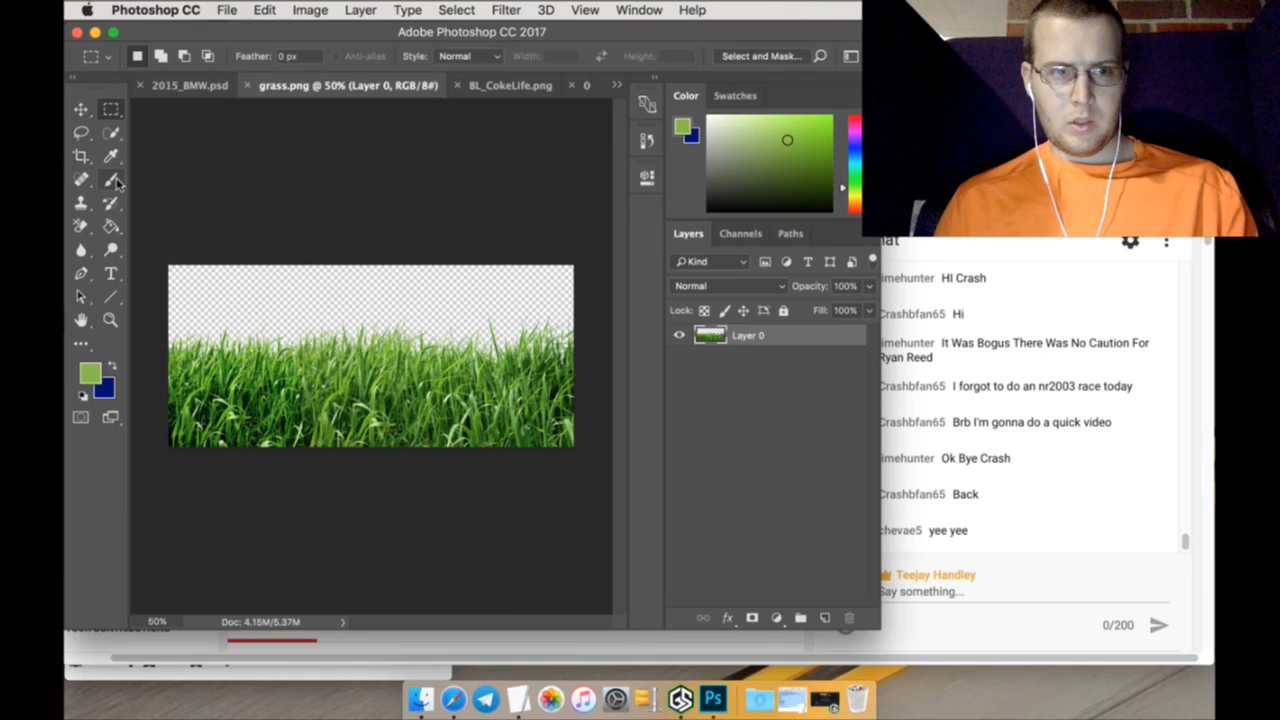 Photoshop CC File Edit Image Layer Type Select Filter 3D View Window Help
Adobe Photoshop CC 2017
Feather: 0 px Anti-alias Style: Normal Width: Height: Select and Mask...
2015_BMW.psd grass.png @ 50% (Layer 0, RGB/8#) BL_CokeLife.png 0
Color Swatches
Layers Channels Paths
Kind
Normal Opacity: 100%
Lock: Fill: 100%
Layer 0
50% Doc: 4.15M/5.37M
hat
imehunter HI Crash
Crashbfan65 Hi
It Was Bogus There Was No Caution For
Ryan Reed
Crashbfan65 I forgot to do an nr2003 race today
Crashbfan65 Brb I'm gonna do a quick video
imehunter Ok Bye Crash
Crashbfan65 Back
chevae5 yee yee
Teejay Handley
Say something...
0/200
GS Ps